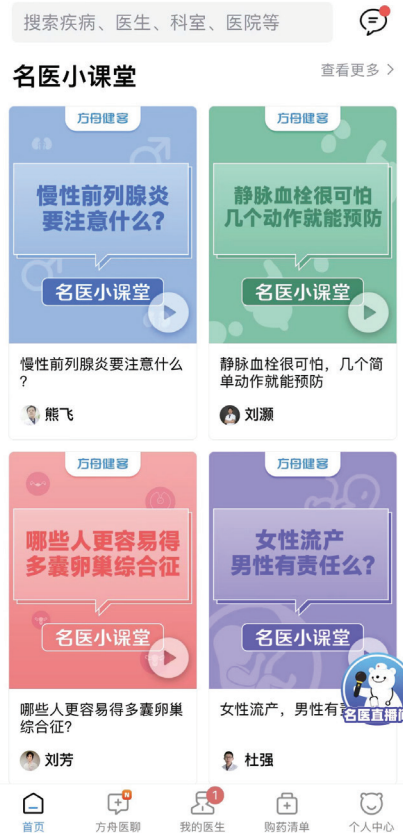 搜索疾病、医生、科室、医院等
名医小课堂
查看更多
方舟健客
慢性前列腺炎
要注意什么?
名医小课堂
慢性前列腺炎要注意什么
?
熊飞
方舟健客
静脉血栓很可怕
几个动作就能预防
名医小课堂
静脉血栓很可怕，几个简
单动作就能预防
刘灏
方舟健客
哪些人更容易得
多囊卵巢综合征
名医小课堂
哪些人更容易得多囊卵巢
综合征?
刘芳
方舟健客
女性流产
男性有责任么?
名医小课堂
女性流产，男性有
杜强
名医直播
N
1
首页
方舟医聊
我的医生
购药清单
个人中心